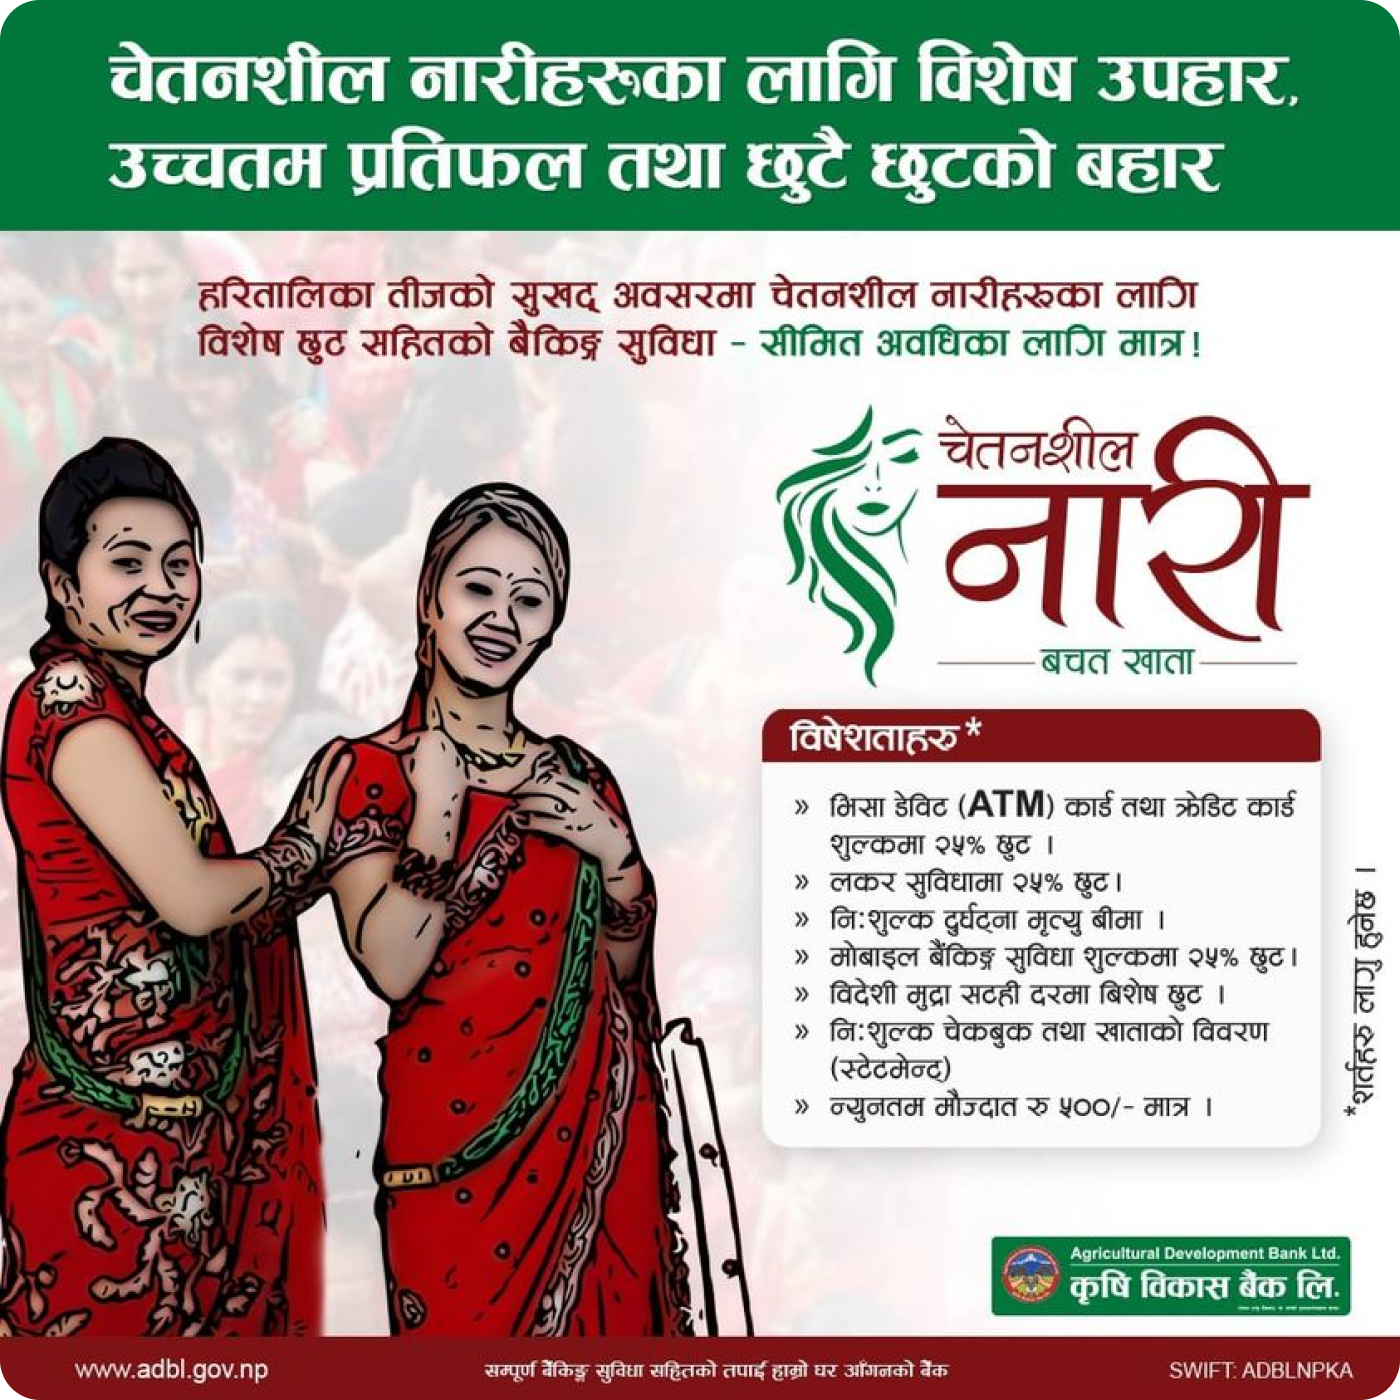 चेतनशील नारीहरुका लागि विशेष उपहार,
उच्चतम प्रतिफल तथा छुटै छुटको बहार
हरितालिका तीजको सुखद् अवसरमा चेतनशील नारीहरूका लागि
विशेष छुट सहितको बैकिङ्ग सुविधा - सीमित अवधिका लागि मात्र !
चेतनशील
नारी
बचत खाता
विषेशताहरु *
» भिसा डेविट (ATM) कार्ड तथा क्रेडिट कार्ड
शुल्कमा २५% छुट ।
» लकर सुविधामा २५% छुट ।
» नि:शुल्क दुर्घट्ना मृत्यु बीमा ।
» मोबाइल बैंकिङ्ग सुविधा शुल्कमा २५% छुट ।
» विदेशी मुद्रा सटही दरमा बिशेष छुट ।
» नि:शुल्क चेकबुक तथा खाताको विवरण
(स्टेटमेन्ट)
» न्युनतम मौज्दात रु ५००/- मात्र ।
*शर्तहरु लागु हुनेछ ।
Agricultural Development Bank Ltd.
कृषि विकास बैंक लि.
www.adbl.gov.np
सम्पूर्ण बैंकिङ्ग सुविधा सहितको तपाई हाम्रो घर आँगनको बैंक
SWIFT: ADBLNPKA